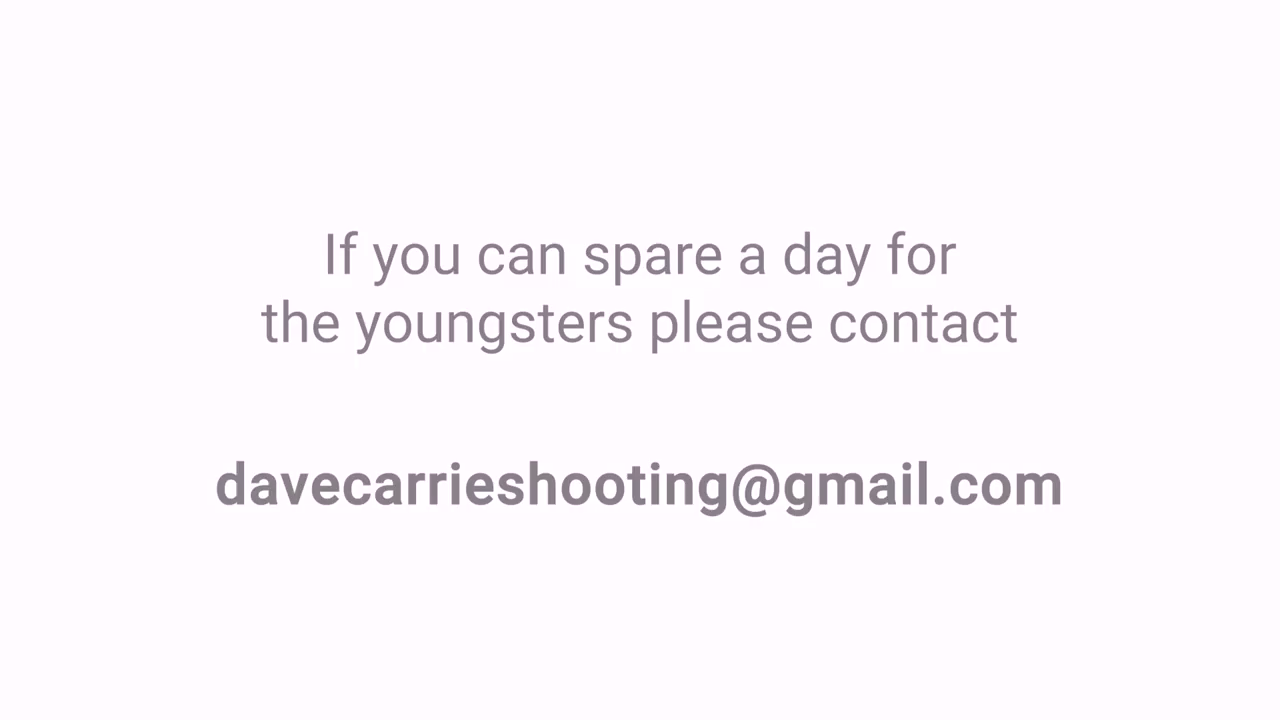 If you can spare a day for
the youngsters please contact
davecarrieshooting@gmail.com